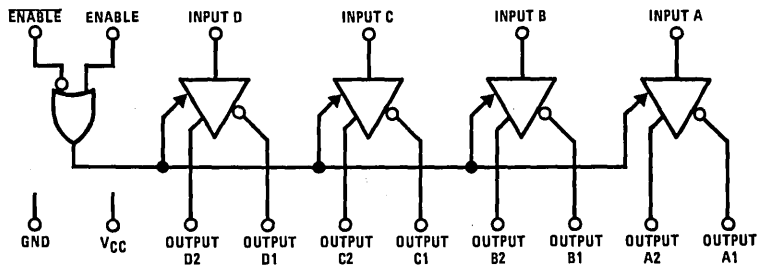 ENABLE ENABLE INPUT D INPUT C INPUT B INPUT A
GND VCC OUTPUT D2 OUTPUT D1 OUTPUT C2 OUTPUT C1 OUTPUT B2 OUTPUT B1 OUTPUT A2 OUTPUT A1